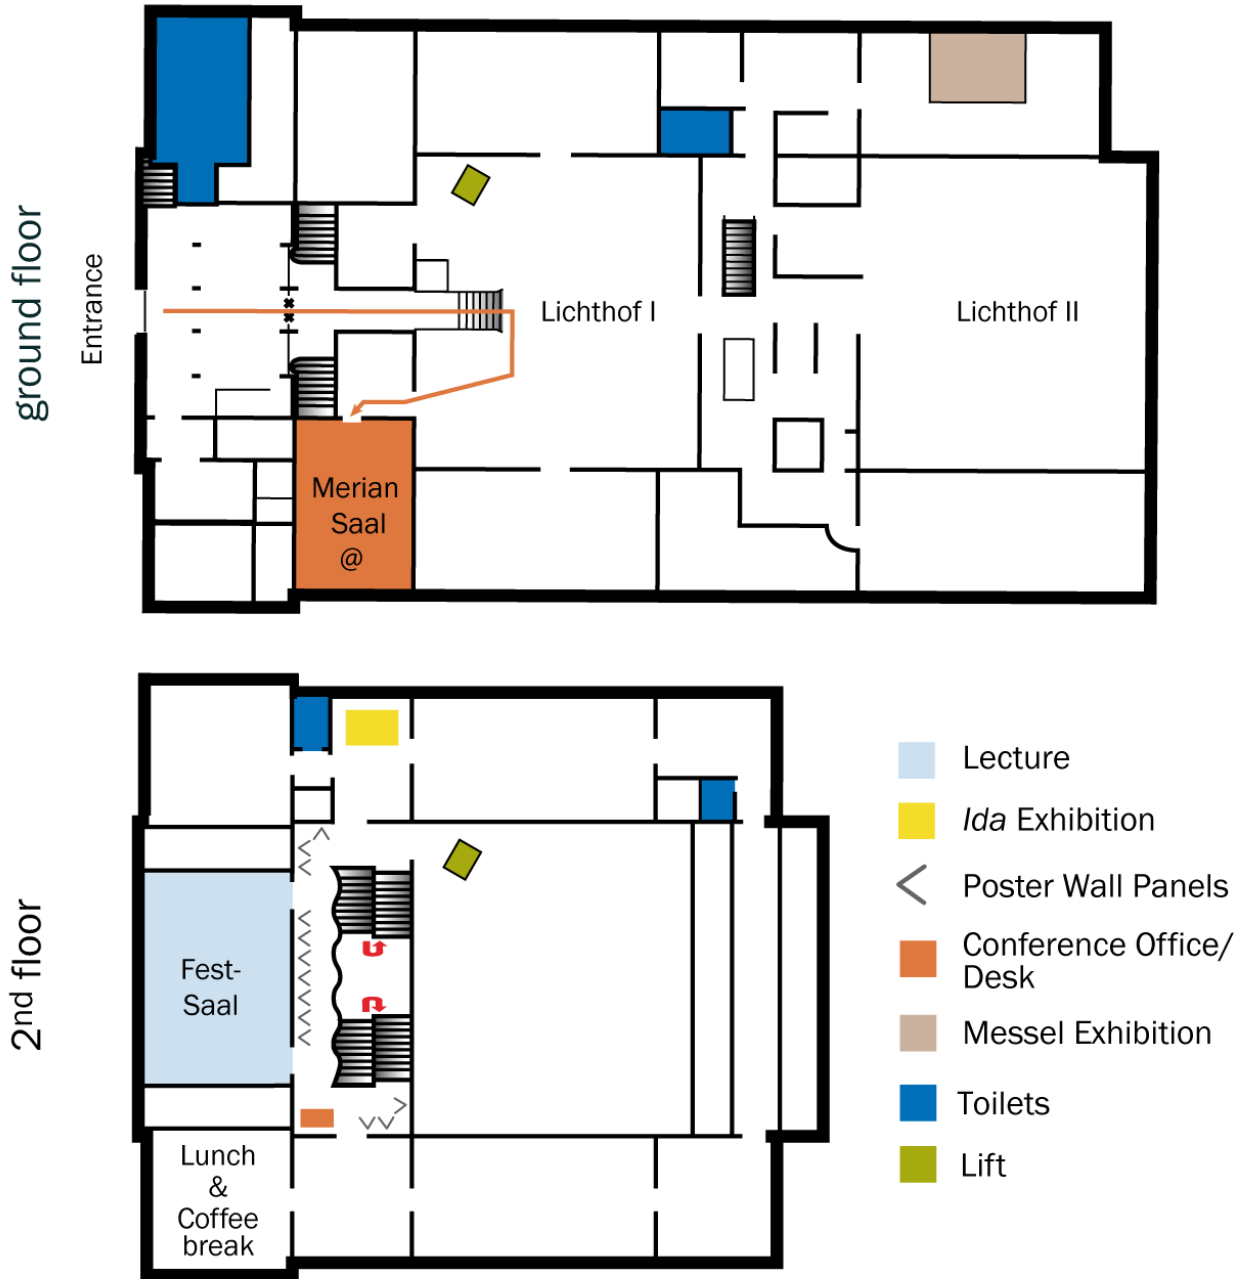 ground floor
Entrance
Lichthof I
Lichthof II
Merian
Saal
@
2nd floor
Fest-
Saal
Lunch
&
Coffee
break
Lecture
Ida Exhibition
Poster Wall Panels
Conference Office/
Desk
Messel Exhibition
Toilets
Lift